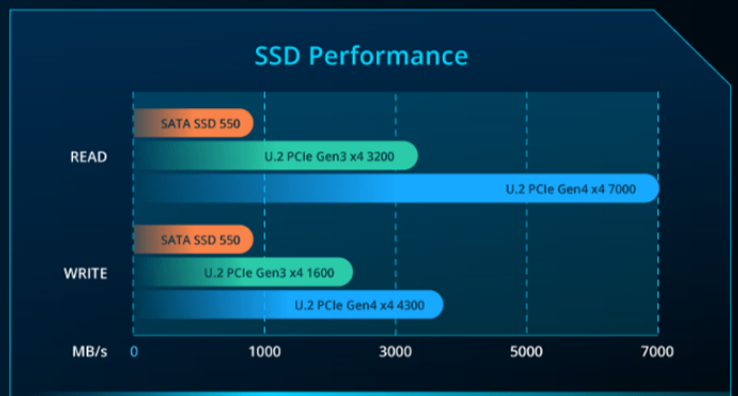 SSD Performance
SATA SSD 550
READ
U.2 PCIe Gen3 x4 3200
U.2 PCIe Gen4 x4 7000
SATA SSD 550
WRITE
U.2 PCIe Gen3 x4 1600
U.2 PCIe Gen4 x4 4300
MB/s 0 1000 3000 5000 7000